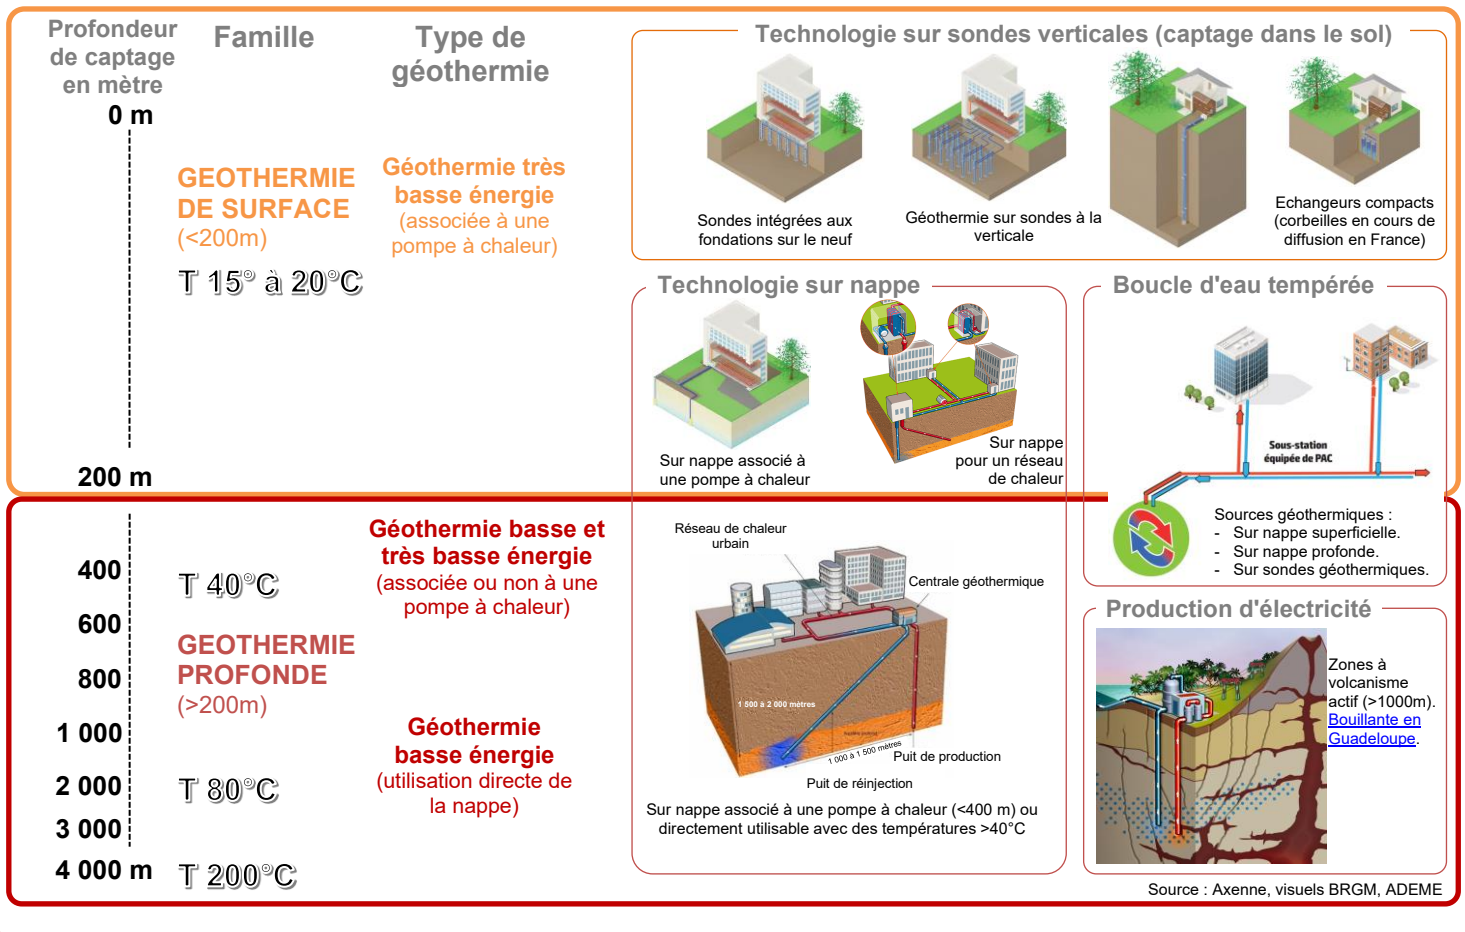 Profondeur
de captage
en mètre
Famille
Type de
géothermie
0 m
GEOTHERMIE
DE SURFACE
(<200m)
T 15° à 20°C
Géothermie très
basse énergie
(associée à une
pompe à chaleur)
200 m
Technologie sur sondes verticales (captage dans le sol)
Sondes intégrées aux
fondations sur le neuf
Géothermie sur sondes à la
verticale
Echangeurs compacts
(corbeilles en cours de
diffusion en France)
Technologie sur nappe
Sur nappe associé à
une pompe à chaleur
Sur nappe
pour un réseau
de chaleur
Boucle d'eau tempérée
Sous-station
équipée de PAC
Sources géothermiques :
- Sur nappe superficielle.
- Sur nappe profonde.
- Sur sondes géothermiques.
400
600
800
1 000
2 000
3 000
4 000 m
T 40°C
GEOTHERMIE
PROFONDE
(>200m)
T 80°C
T 200°C
Géothermie basse et
très basse énergie
(associée ou non à une
pompe à chaleur)
Géothermie
basse énergie
(utilisation directe de
la nappe)
Réseau de chaleur
urbain
Centrale géothermique
1 500 à 2 000 mètres
1 000 à 1 500 mètres
Puit de production
Puit de réinjection
Sur nappe associé à une pompe à chaleur (<400 m) ou
directement utilisable avec des températures >40°C
Production d'électricité
Zones à
volcanisme
actif (>1000m).
Bouillante en
Guadeloupe.
Source : Axenne, visuels BRGM, ADEME